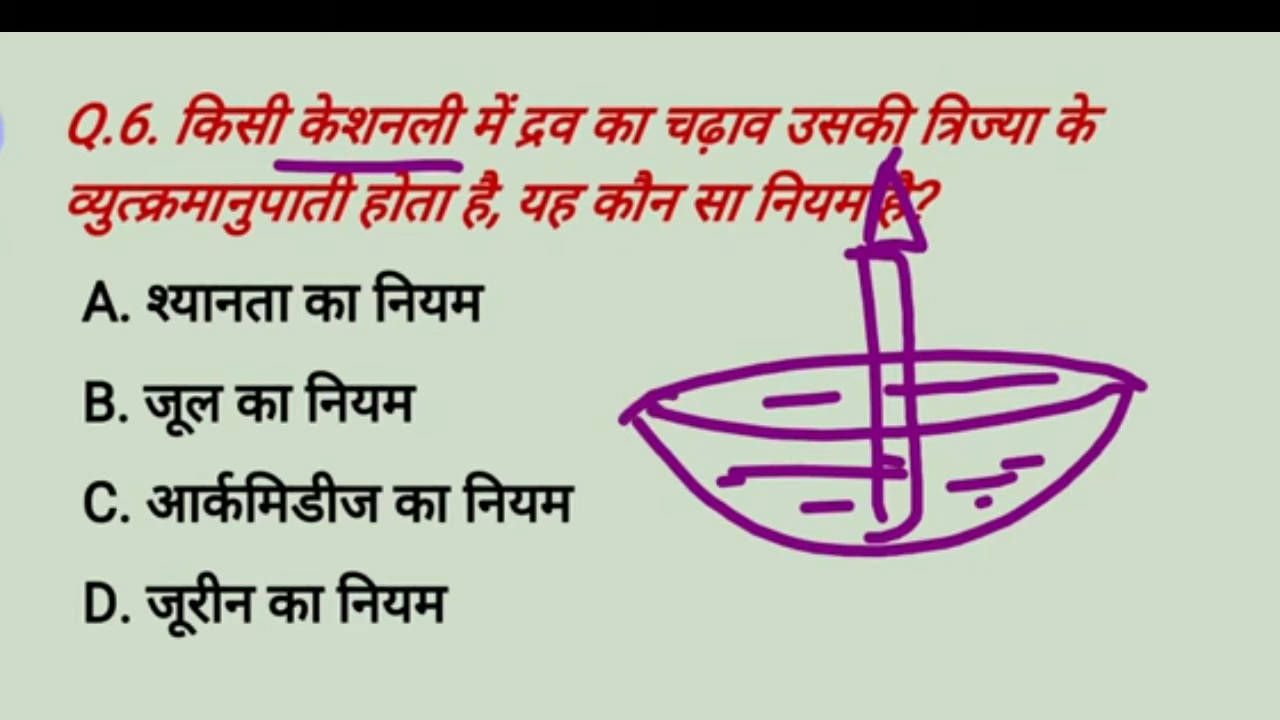 Q.6. किसी केशनली में द्रव का चढ़ाव उसकी त्रिज्या के
व्युत्क्रमानुपाती होता है, यह कौन सा नियम है?
A. श्यानता का नियम
B. जूल का नियम
C. आर्कमिडीज का नियम
D. जूरीन का नियम